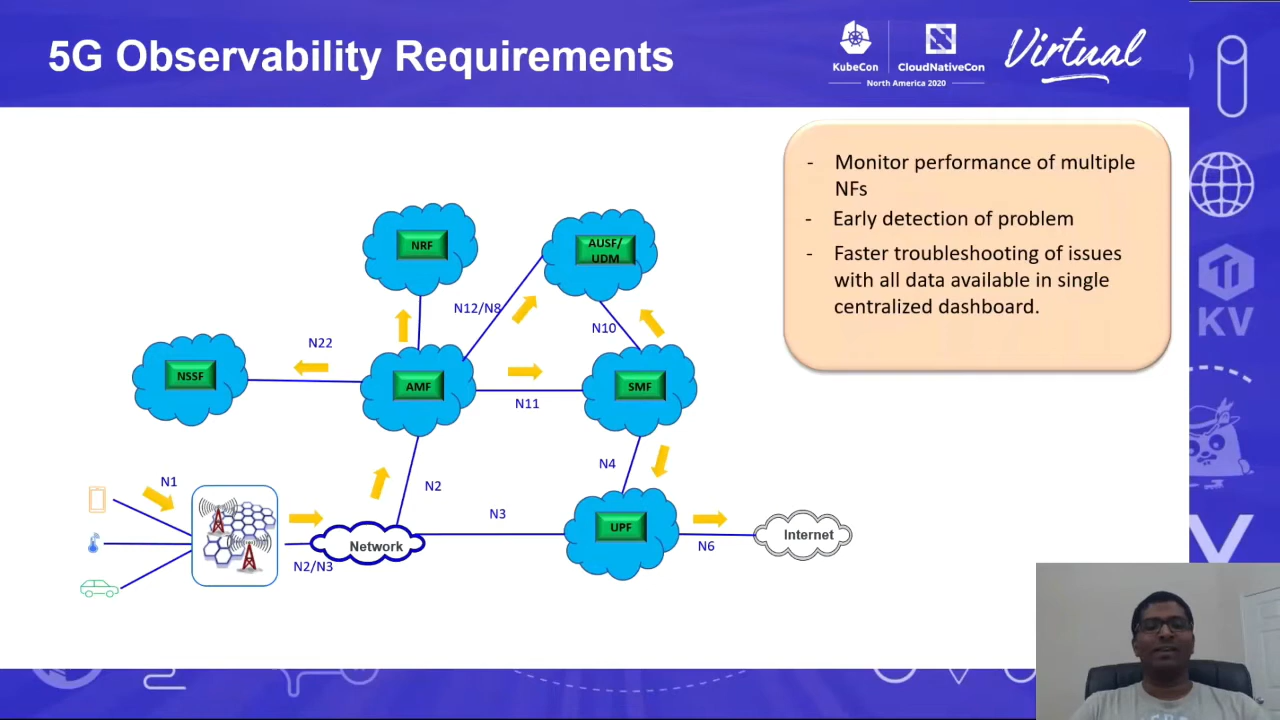 5G Observability Requirements
KubeCon
CloudNativeCon
North America 2020
Virtual
- Monitor performance of multiple
NFs
- Early detection of problem
- Faster troubleshooting of issues
with all data available in single
centralized dashboard.
NRF
AUSF/
UDM
N12/N8
N10
N22
NSSF
AMF
SMF
N11
N1
N2
N4
N3
UPF
N6
Internet
Network
N2/N3
KV
V